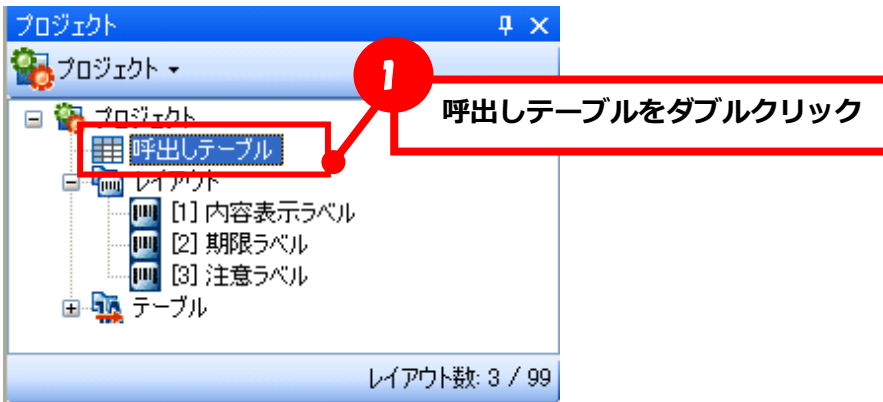 プロジェクト
プロジェクト
1
呼出しテーブルをダブルクリック
プロジェクト
呼出しテーブル
レイアウト
[1] 内容表示ラベル
[2] 期限ラベル
[3] 注意ラベル
テーブル
レイアウト数: 3 / 99